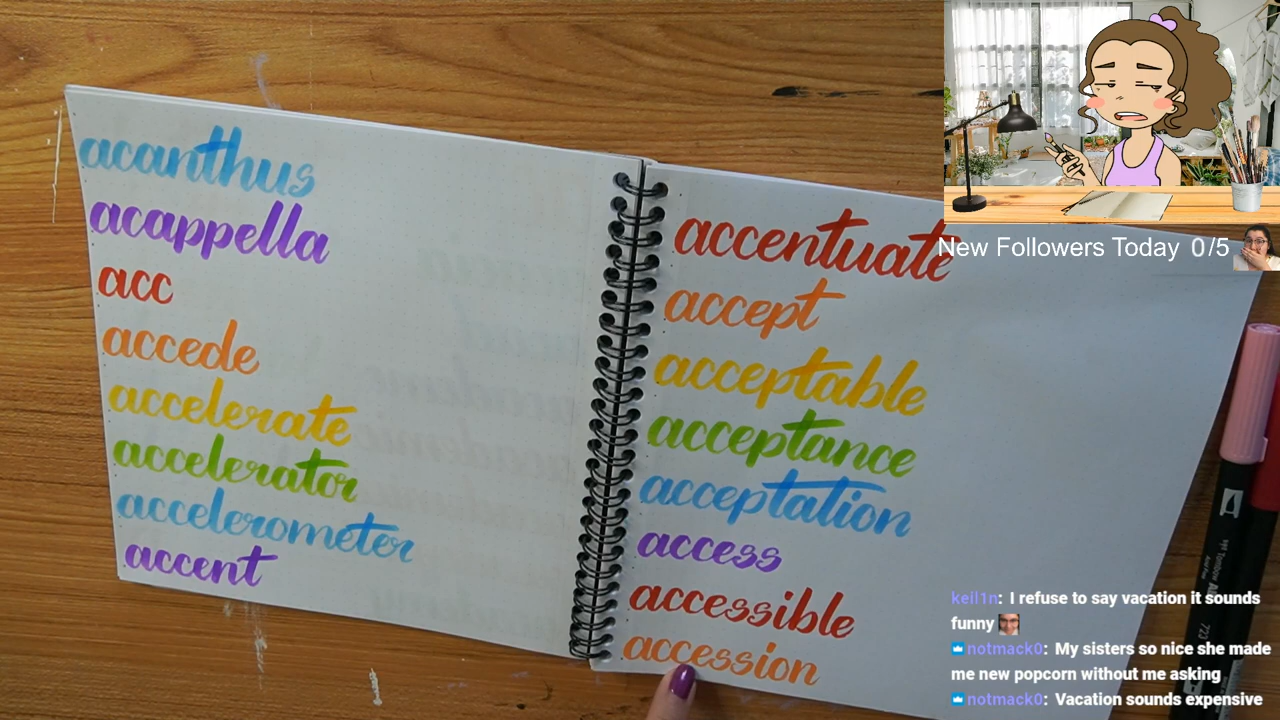 acanthus
acappella
acc
accede
accelerate
accelerator
accelerometer
accent
accentuate
accept
acceptable
acceptance
acceptation
access
accessible
accession
New Followers Today 0/5
keil1n: I refuse to say vacation it sounds
funny
notmack0: My sisters so nice she made
me new popcorn without me asking
notmack0: Vacation sounds expensive